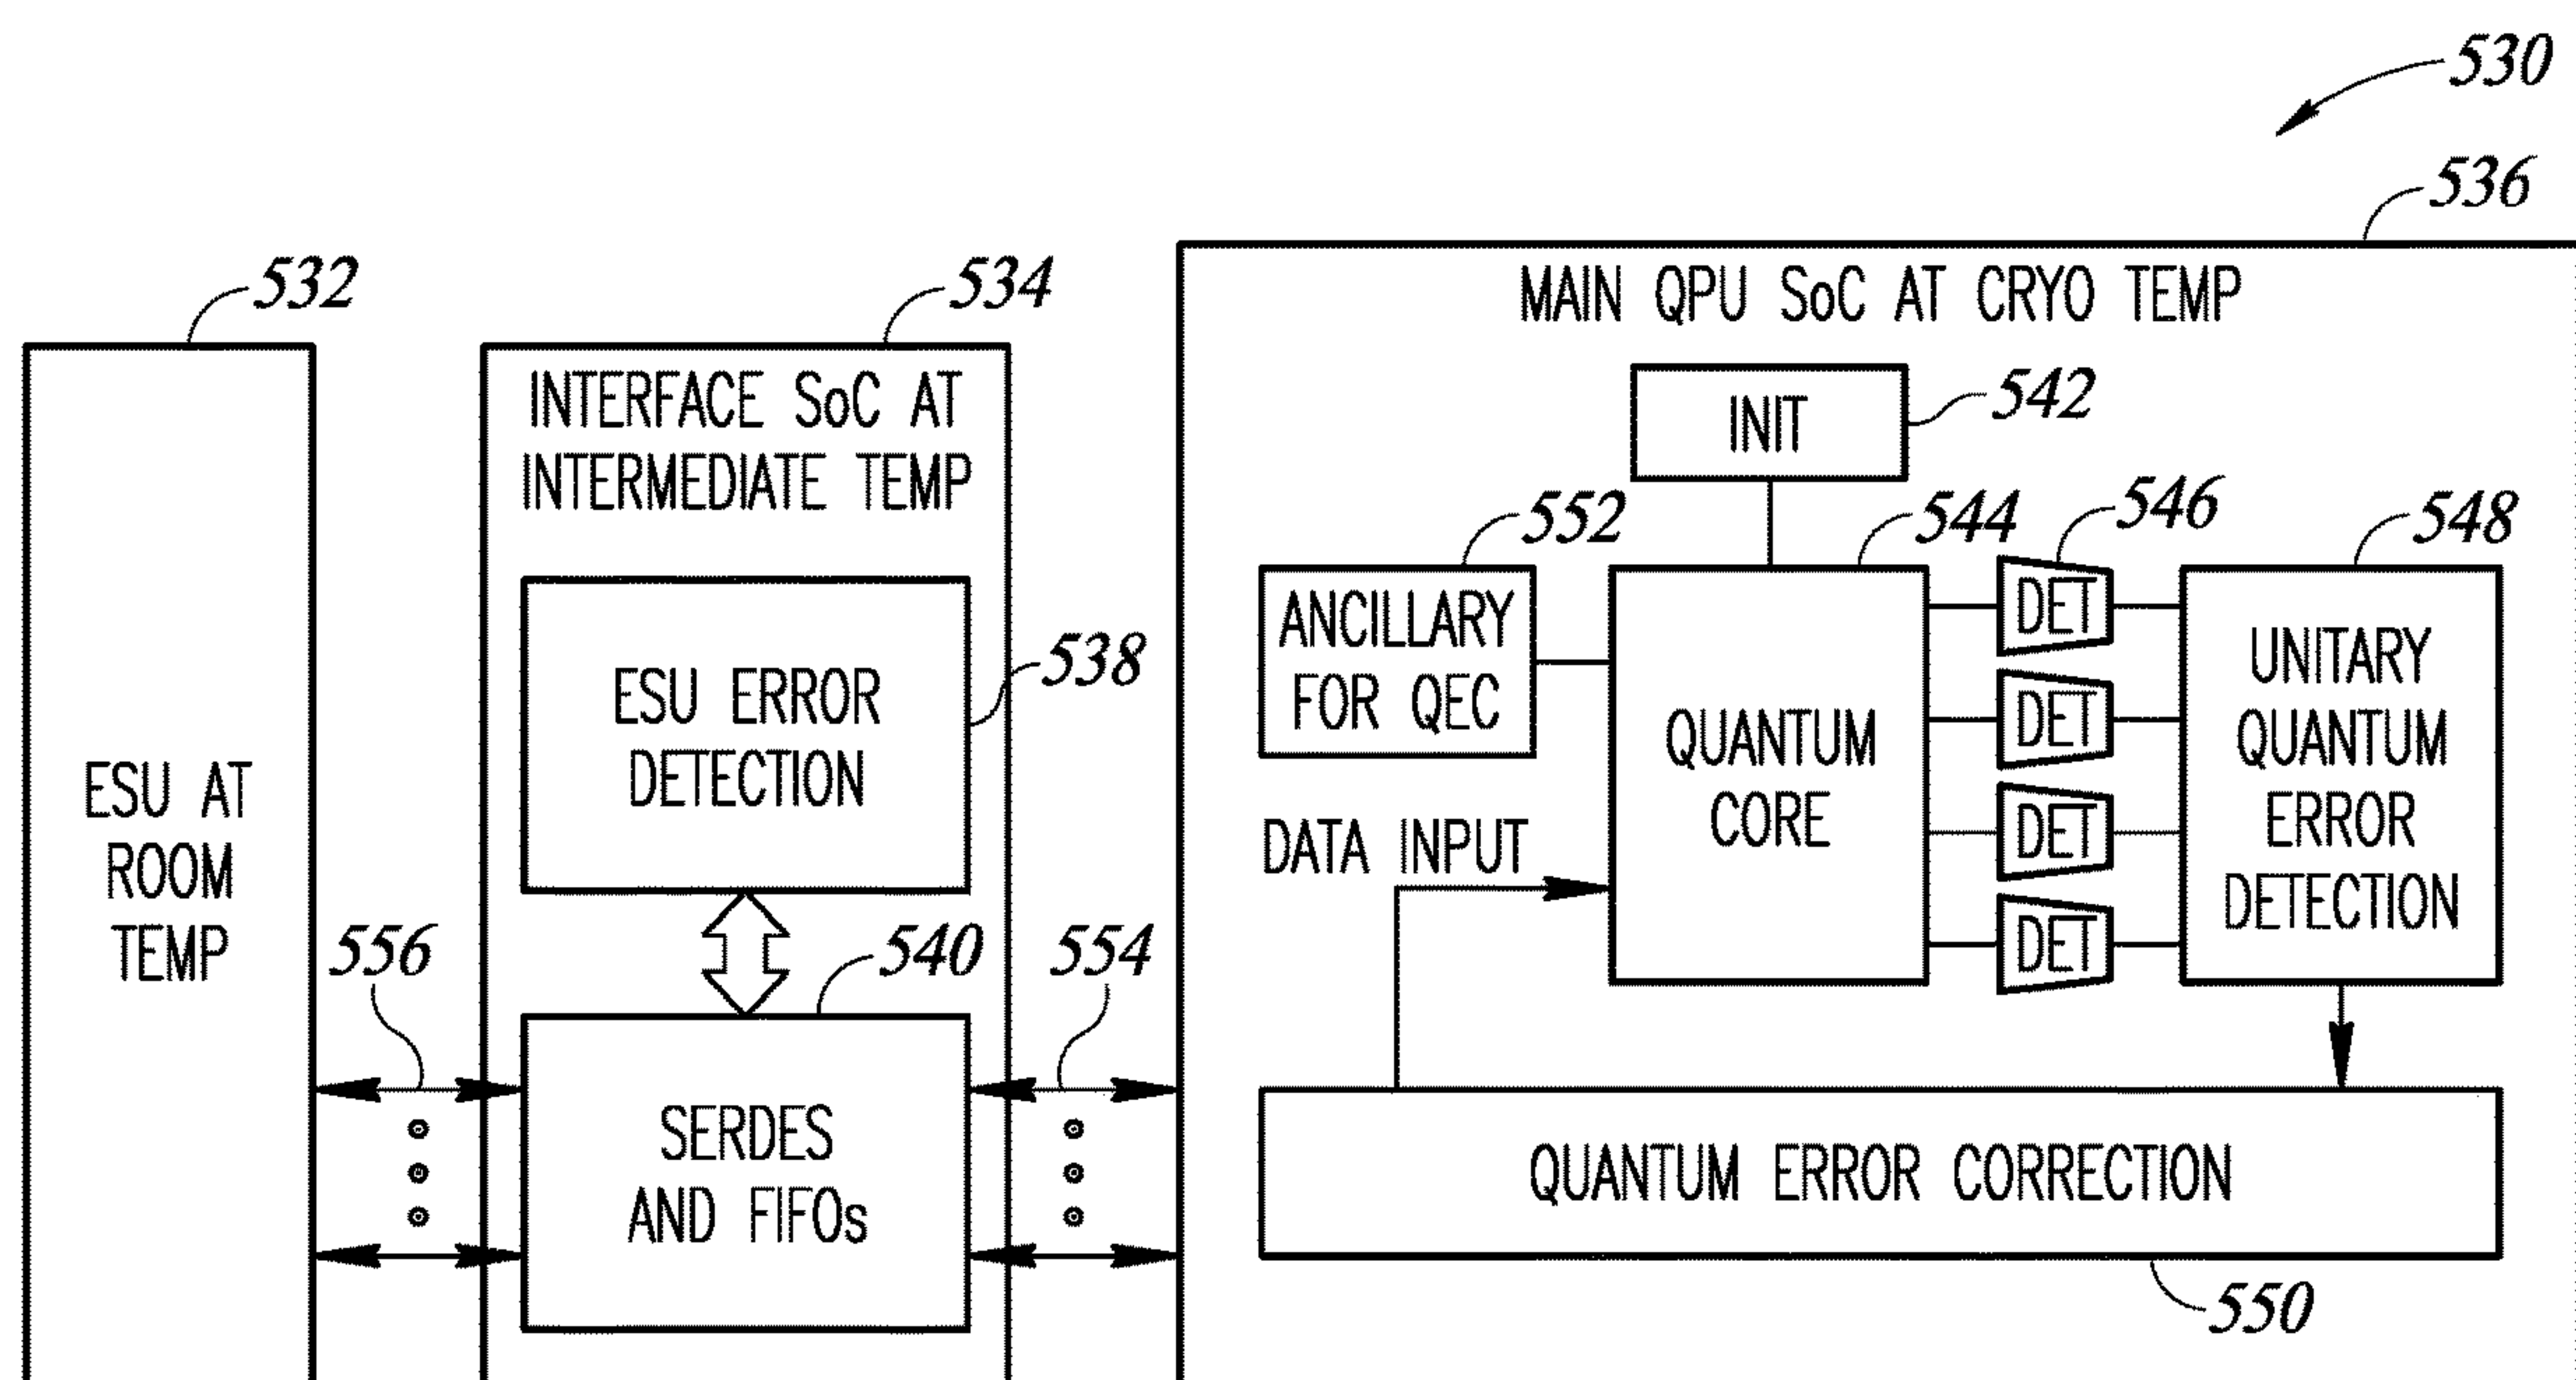 530
536
532
534
MAIN QPU SoC AT CRYO TEMP
INTERFACE SoC AT
INTERMEDIATE TEMP
INIT
542
552
544
546
548
ANCILLARY
FOR QEC
DET
DET
DET
DET
UNITARY
QUANTUM
ERROR
DETECTION
ESU ERROR
DETECTION
538
QUANTUM
CORE
ESU AT
ROOM
TEMP
DATA INPUT
556
540
554
SERDES
AND FIFOs
QUANTUM ERROR CORRECTION
550